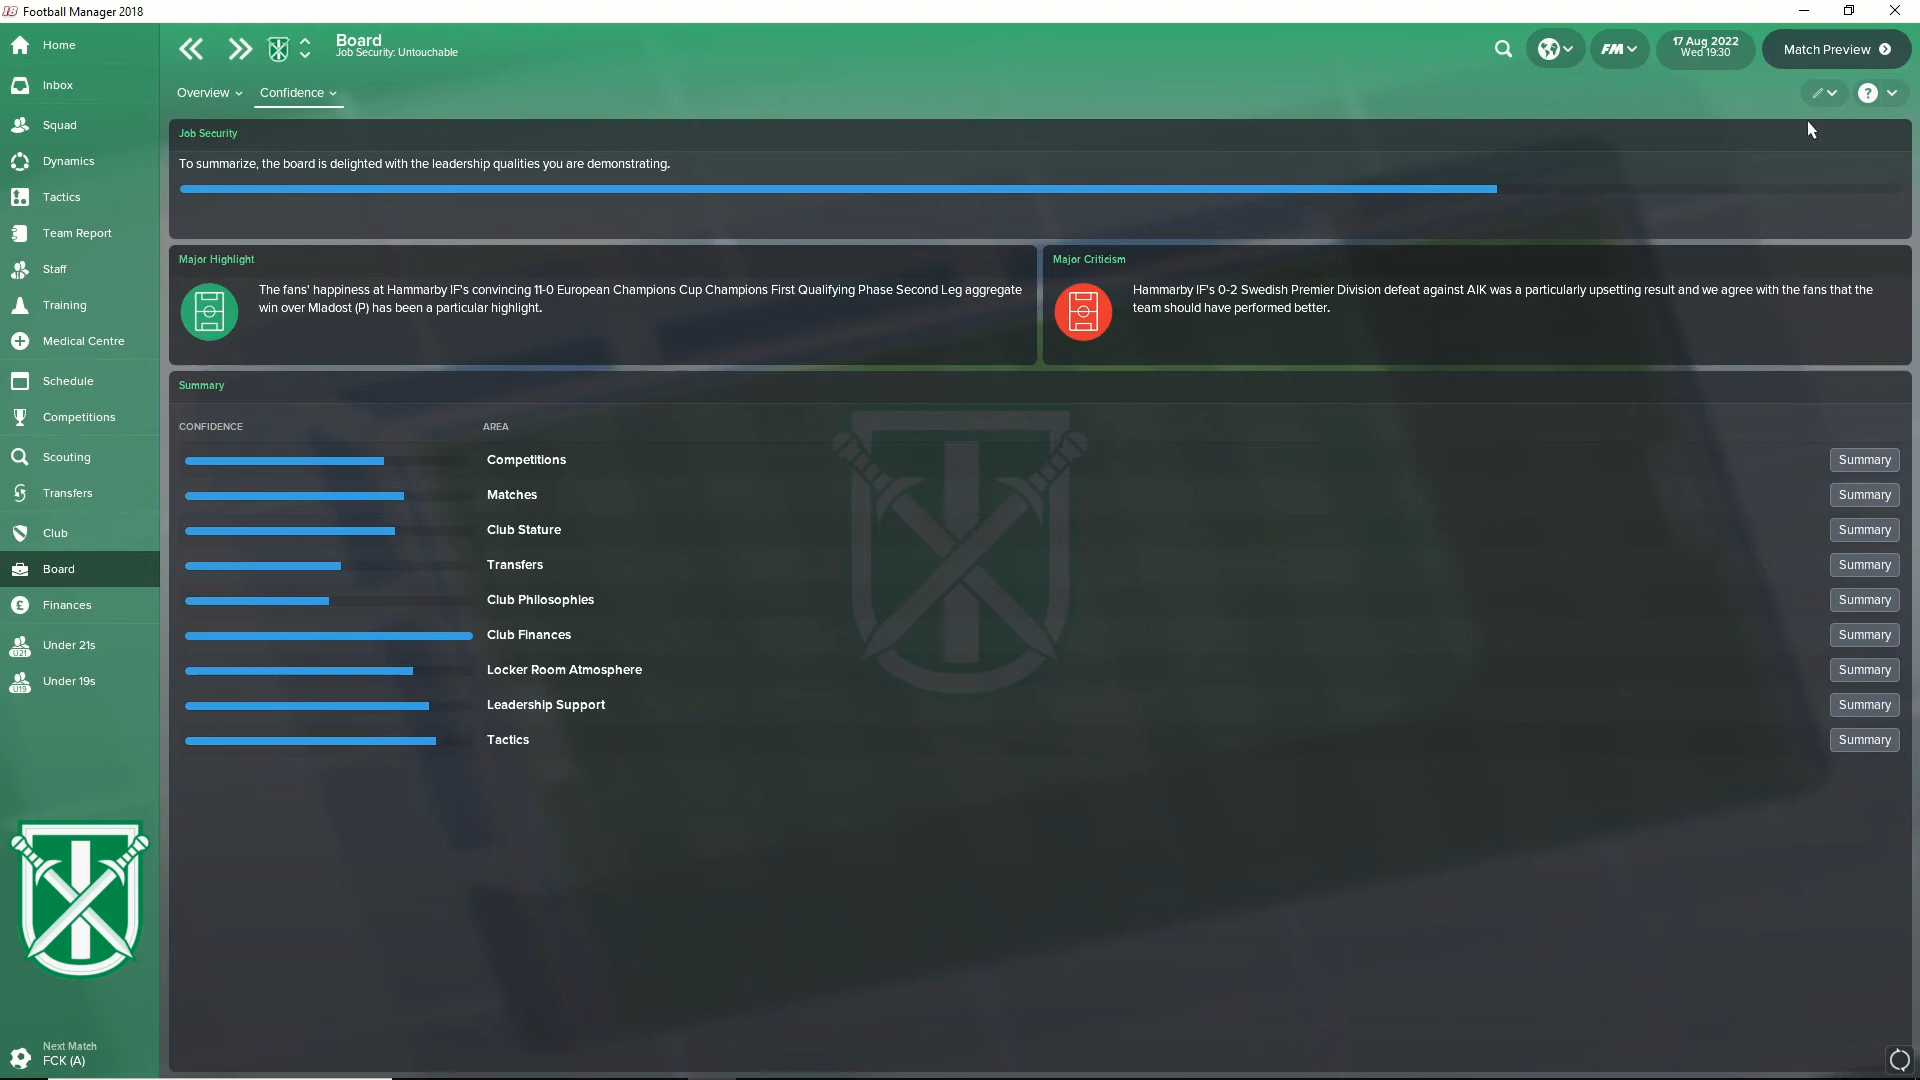 Football Manager 2018
Home
Inbox
Squad
Dynamics
Tactics
Team Report
Staff
Training
Medical Centre
Schedule
Competitions
Scouting
Transfers
Club
Board
Finances
U21
Under 21s
U19
Under 19s
Next Match
FCK (A)
Board
Job Security: Untouchable
FM
17 Aug 2022
Wed 19:30
Match Preview
Overview
Confidence
?
Job Security
To summarize, the board is delighted with the leadership qualities you are demonstrating.
Major Highlight
The fans' happiness at Hammarby IF's convincing 11-0 European Champions Cup Champions First Qualifying Phase Second Leg aggregate
win over Mladost (P) has been a particular highlight.
Major Criticism
Hammarby IF's 0-2 Swedish Premier Division defeat against AIK was a particularly upsetting result and we agree with the fans that the
team should have performed better.
Summary
CONFIDENCE AREA
Competitions Summary
Matches Summary
Club Stature Summary
Transfers Summary
Club Philosophies Summary
Club Finances Summary
Locker Room Atmosphere Summary
Leadership Support Summary
Tactics Summary